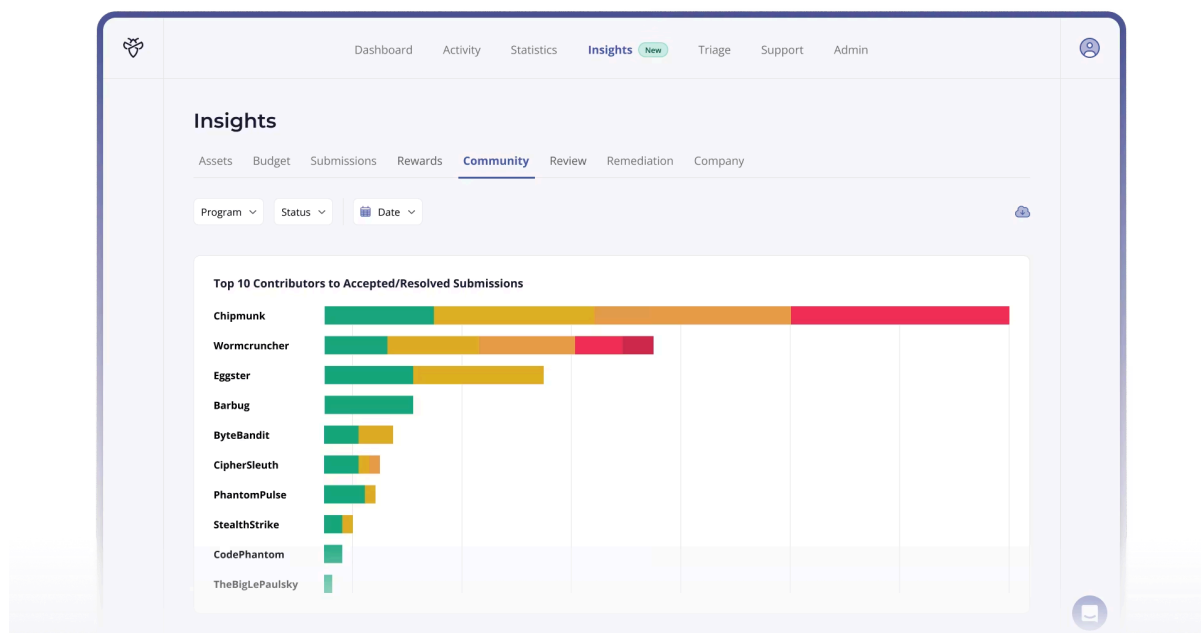 Dashboard Activity Statistics Insights New Triage Support Admin
Insights
Assets Budget Submissions Rewards Community Review Remediation Company
Program Status Date
Top 10 Contributors to Accepted/Resolved Submissions
Chipmunk
Wormcruncher
Eggster
Barbug
ByteBandit
CipherSleuth
PhantomPulse
StealthStrike
CodePhantom
TheBigLePaulsky